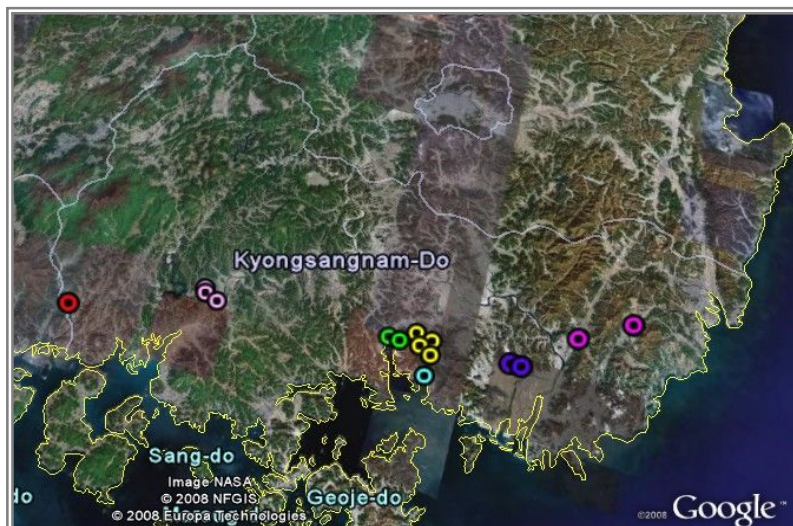 Kyongsangnam-Do
Sang-do
Image NASA
© 2008 NFGIS
Geoje-do
do
© 2008 Europa Technologies
©2008 Google™